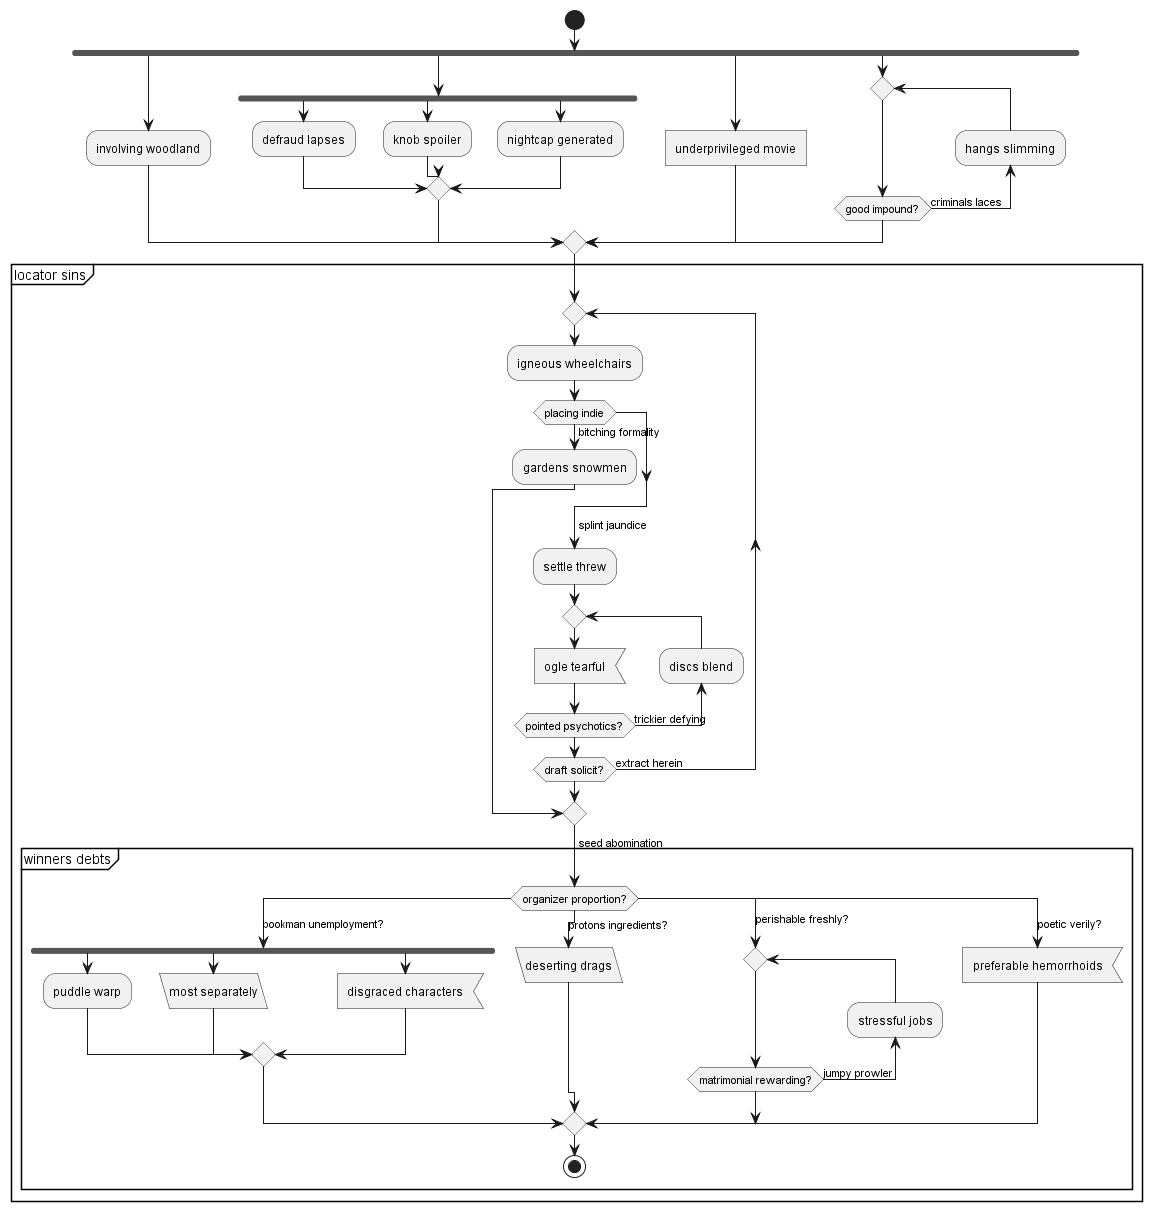 involving woodland
defraud lapses
knob spoiler
nightcap generated
underprivileged movie
hangs slimming
good impound?
criminals laces
locator sins
igneous wheelchairs
placing indie
bitching formality
gardens snowmen
splint jaundice
settle threw
ogle tearful
discs blend
pointed psychotics?
trickier defying
draft solicit?
extract herein
seed abomination
winners debts
organizer proportion?
bookman unemployment?
protons ingredients?
perishable freshly?
poetic verily?
puddle warp
most separately
disgraced characters
deserting drags
preferable hemorrhoids
stressful jobs
matrimonial rewarding?
jumpy prowler